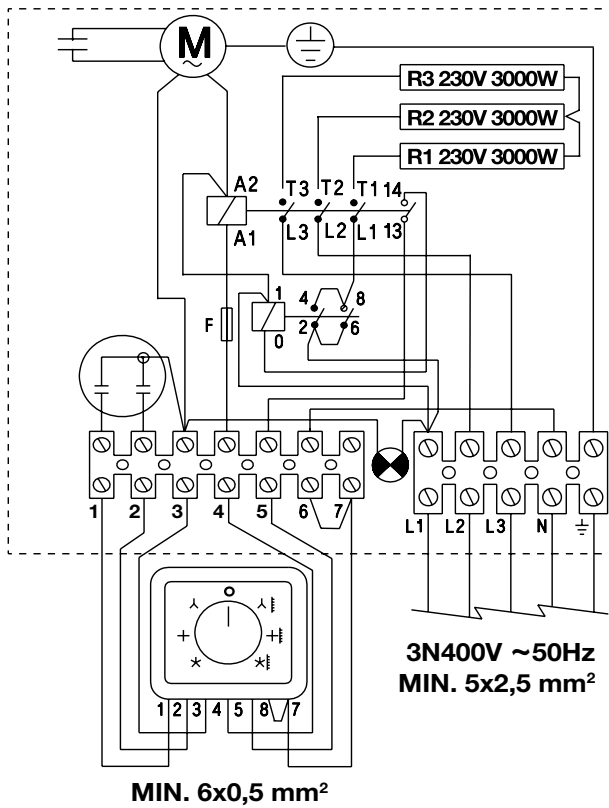 M
~
R3 230V 3000W
R2 230V 3000W
R1 230V 3000W
A2 T3 T2 T1 14
A1 L3 L2 L1 13
1 4 8
F
0 2 6
1 2 3 4 5 6 7
L1 L2 L3 N
1 2 3 4 5 8 7
3N400V ~50Hz
MIN. 5x2,5 mm²
MIN. 6x0,5 mm²